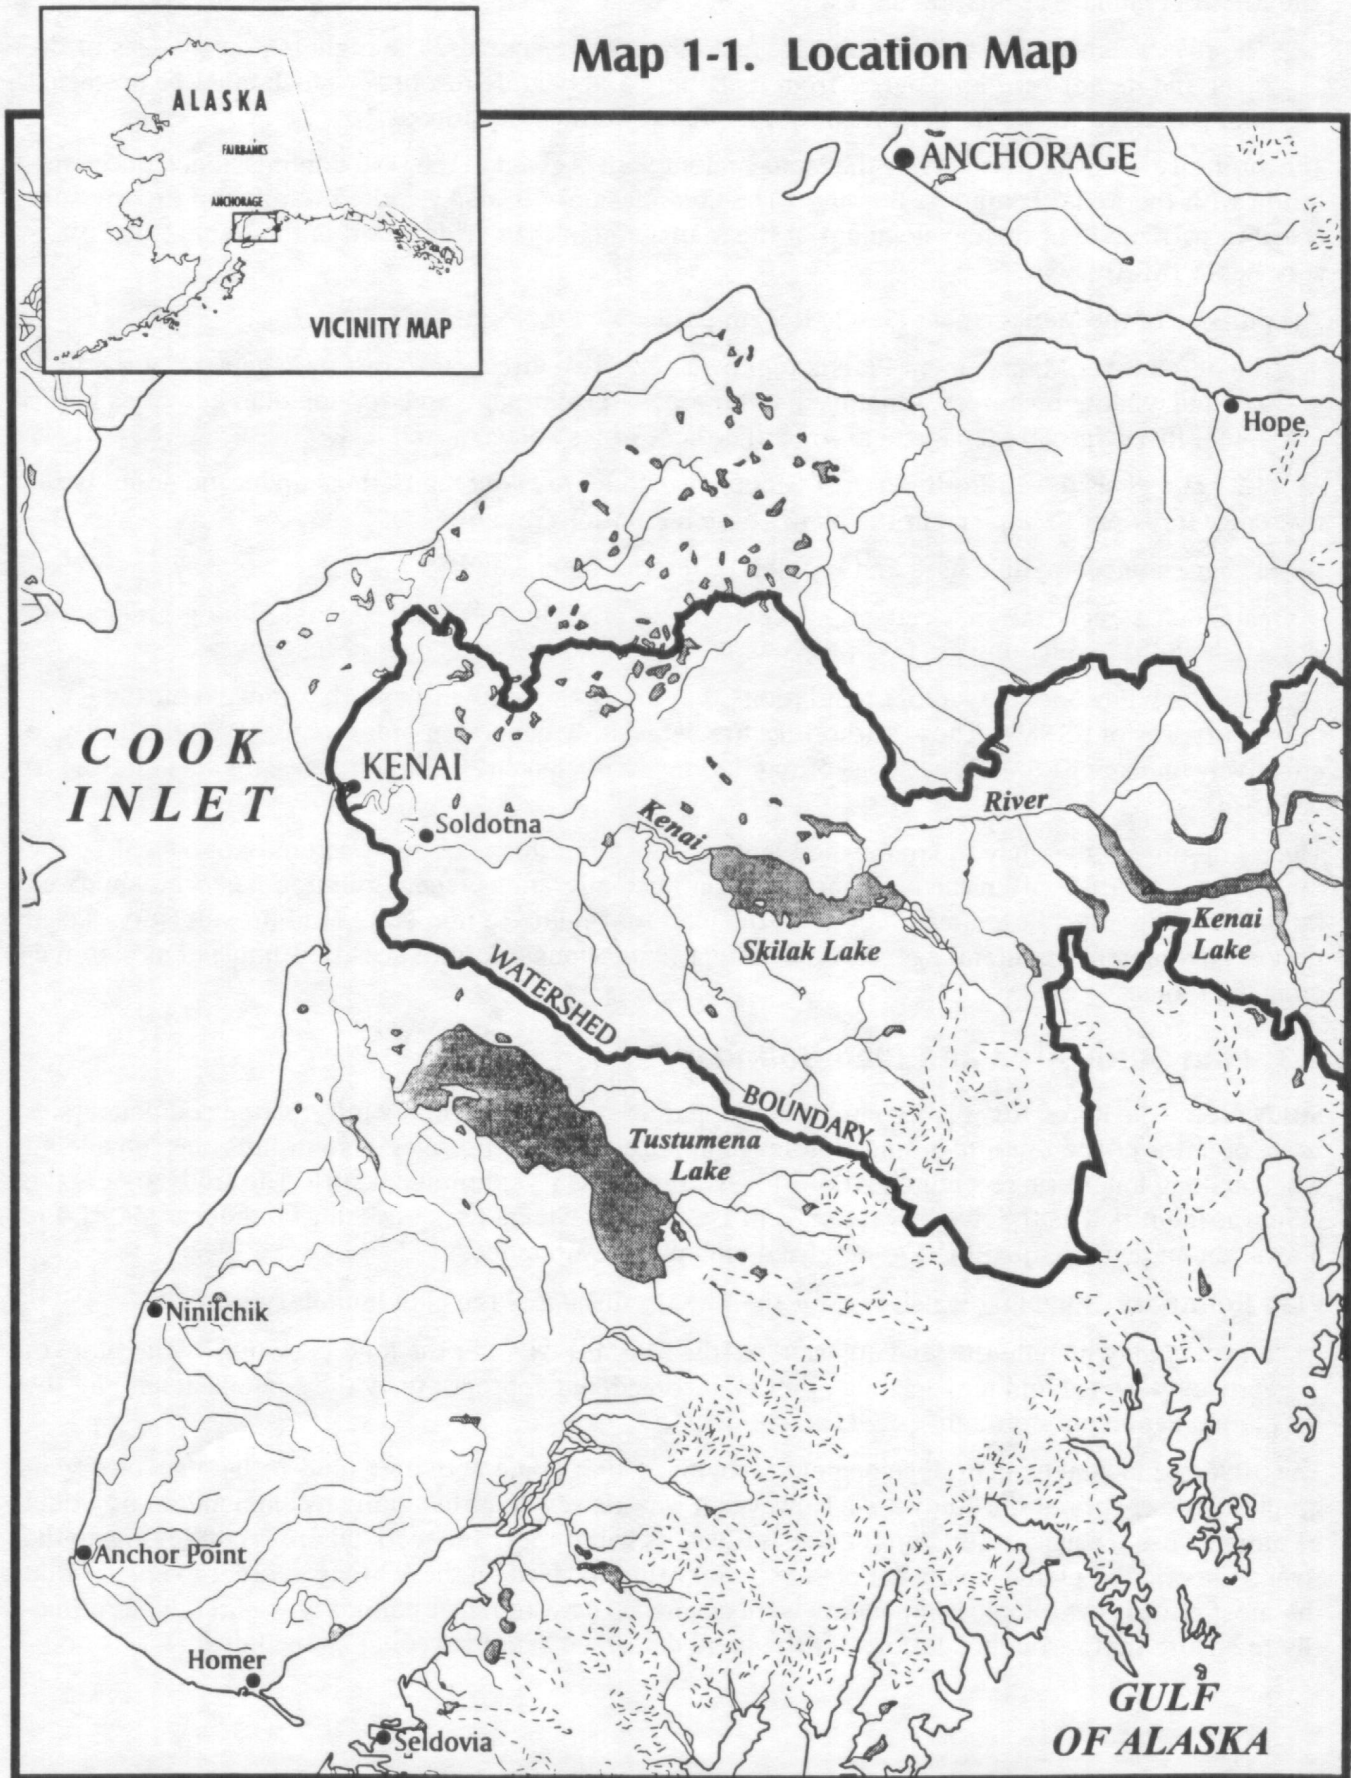 Map 1-1. Location Map
ALASKA
FAIRBANKS
ANCHORAGE
VICINITY MAP
ANCHORAGE
Hope
COOK
INLET
KENAI
Soldotna
Kenai
River
Skilak Lake
Kenai
Lake
WATERSHED
BOUNDARY
Tustumena
Lake
Ninilchik
Anchor Point
Homer
Seldovia
GULF
OF ALASKA